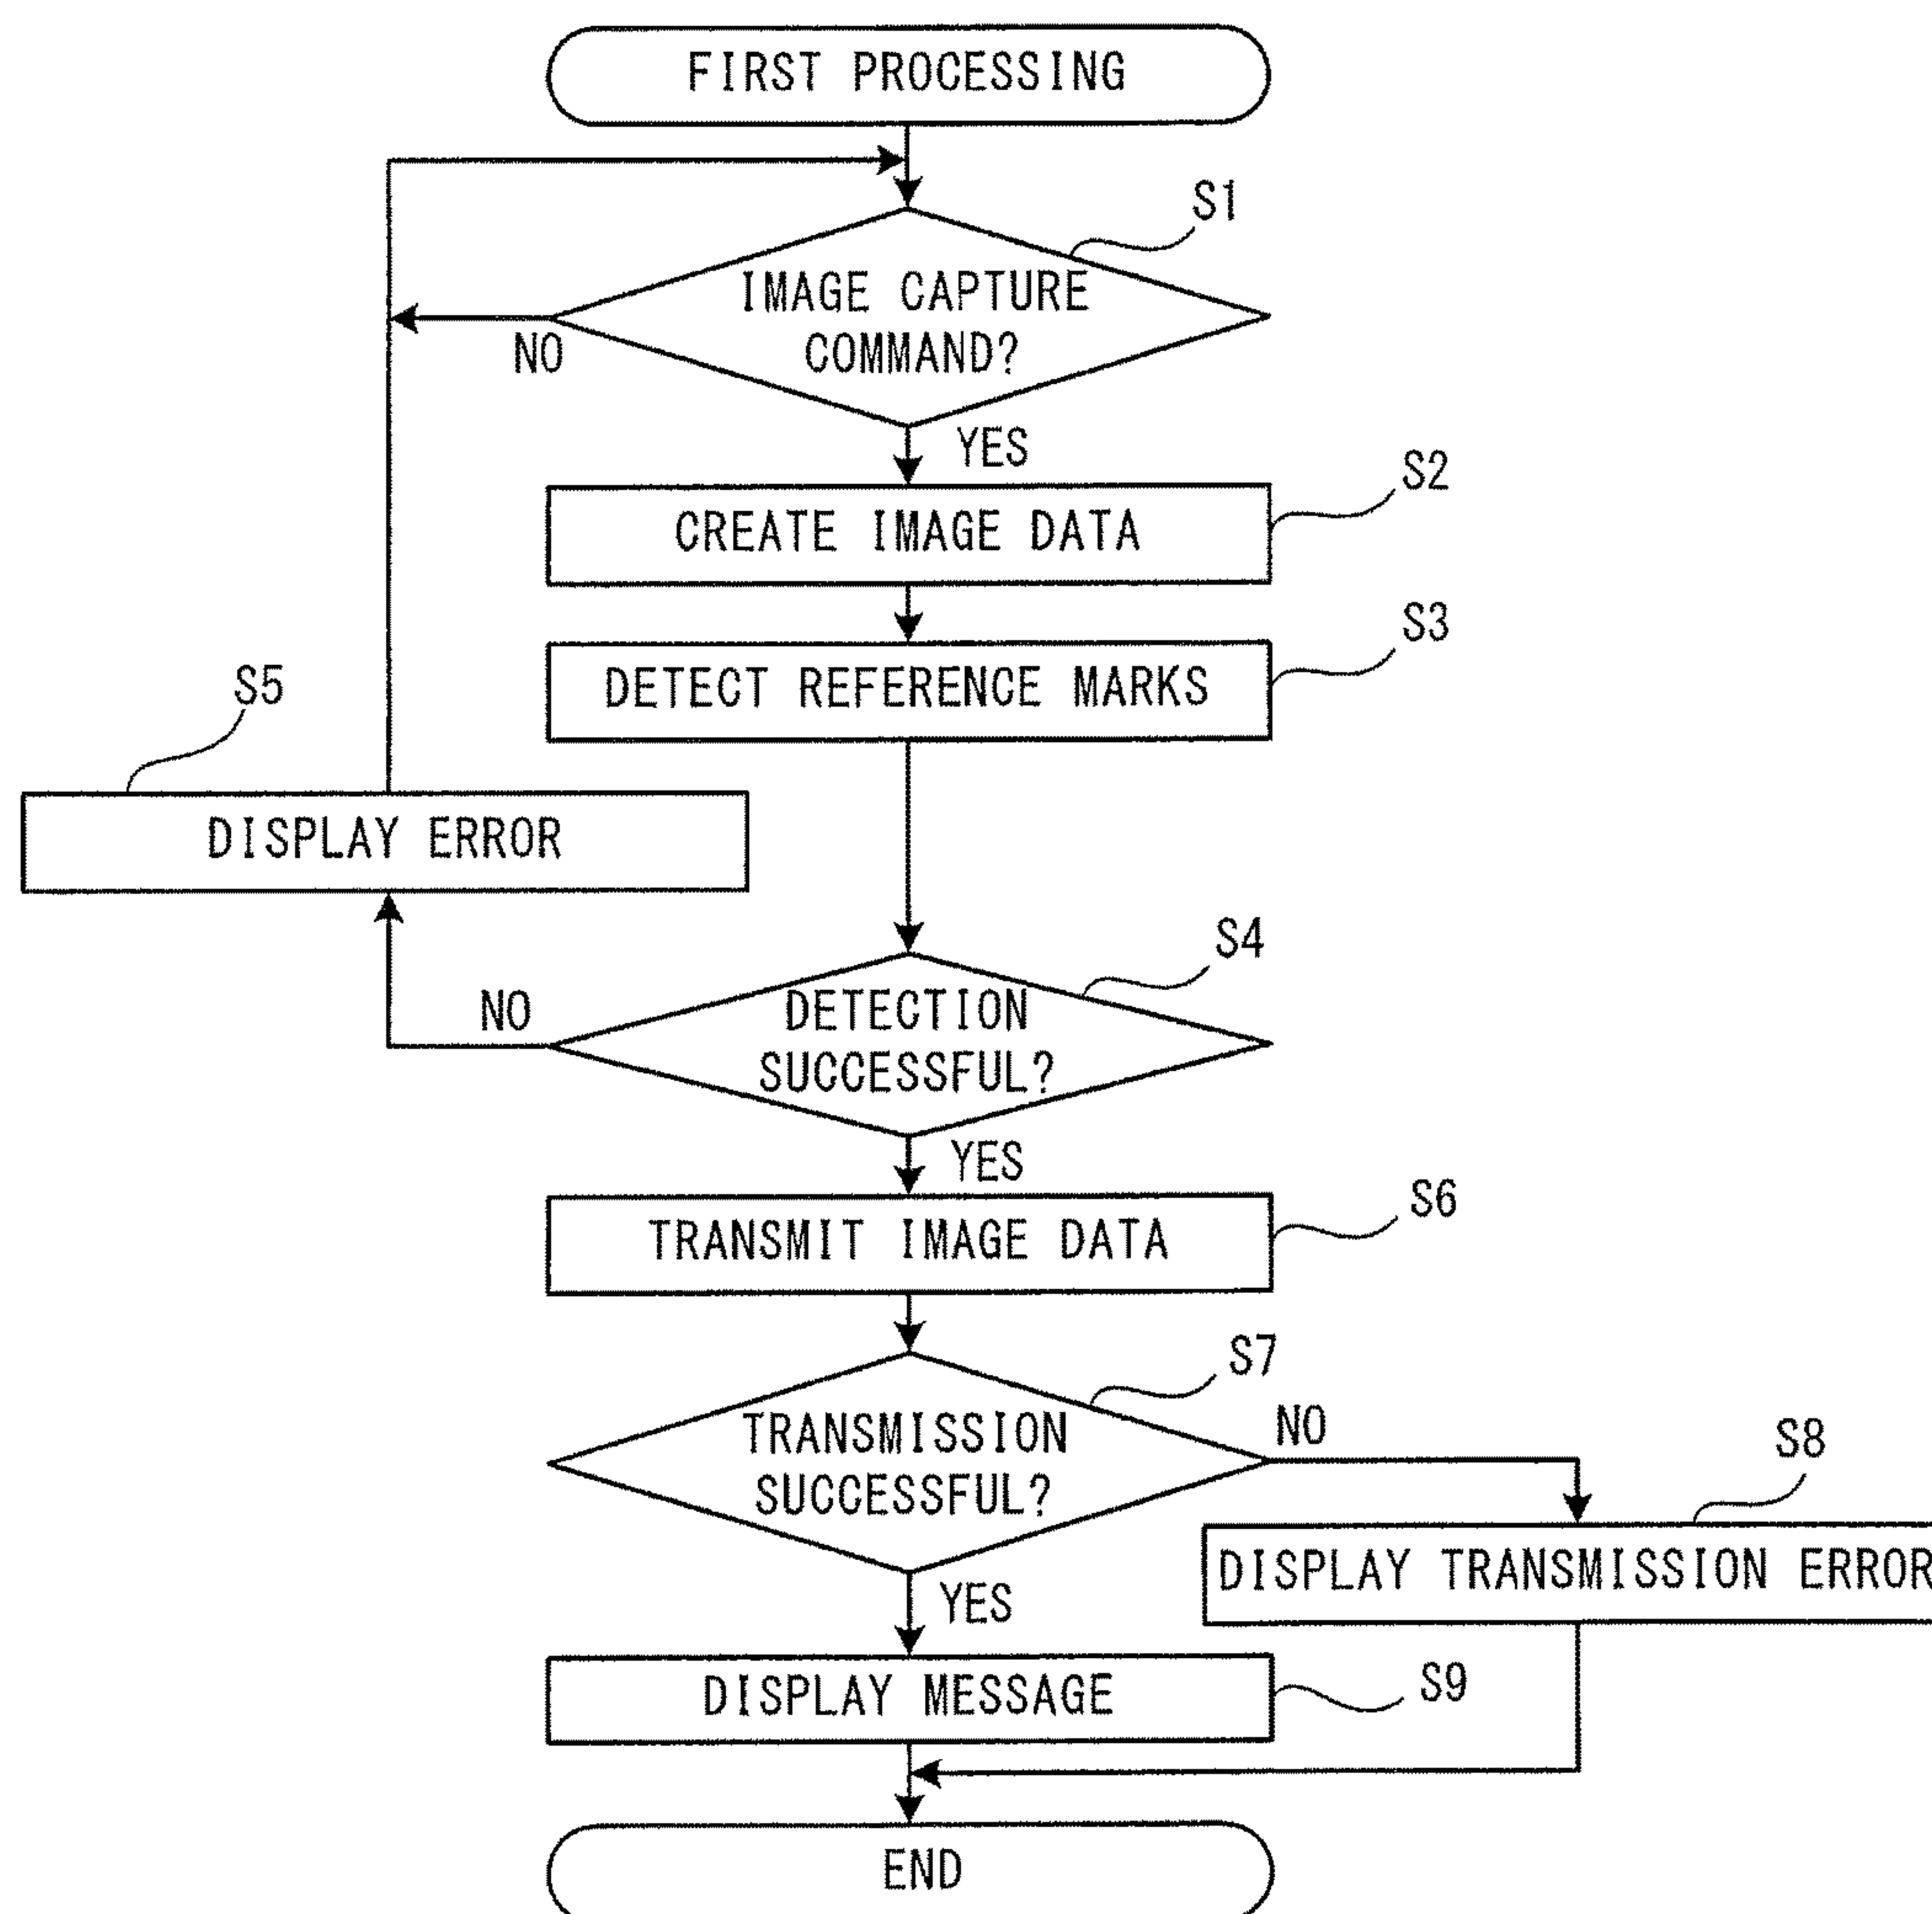 FIRST PROCESSING
S1
IMAGE CAPTURE
COMMAND?
NO
YES
S2
CREATE IMAGE DATA
S3
DETECT REFERENCE MARKS
S5
DISPLAY ERROR
S4
DETECTION
SUCCESSFUL?
NO
YES
S6
TRANSMIT IMAGE DATA
S7
TRANSMISSION
SUCCESSFUL?
NO
S8
DISPLAY TRANSMISSION ERROR
YES
DISPLAY MESSAGE
S9
END